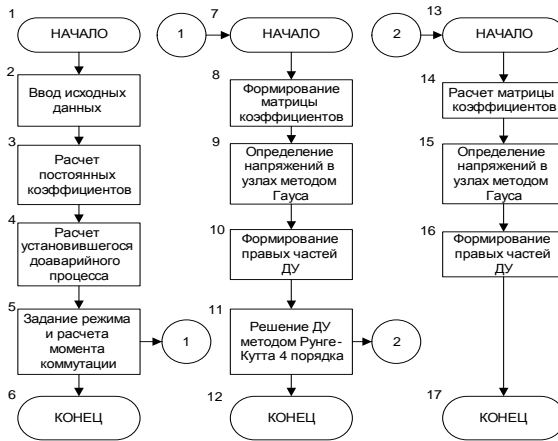 1
НАЧАЛО
2
Ввод исходных
данных
3
Расчет
постоянных
коэффициентов
4
Расчет
установившегося
доаварийного
процесса
5
Задание режима
и расчета
момента
коммутации
1
6
КОНЕЦ
1
7
НАЧАЛО
8
Формирование
матрицы
коэффициентов
9
Определение
напряжений в
узлах методом
Гауса
10
Формирование
правых частей
ДУ
11
Решение ДУ
методом Рунге-
Кутта 4 порядка
2
12
КОНЕЦ
2
13
НАЧАЛО
14
Расчет матрицы
коэффициентов
15
Определение
напряжений в
узлах методом
Гауса
16
Формирование
правых частей
ДУ
17
КОНЕЦ